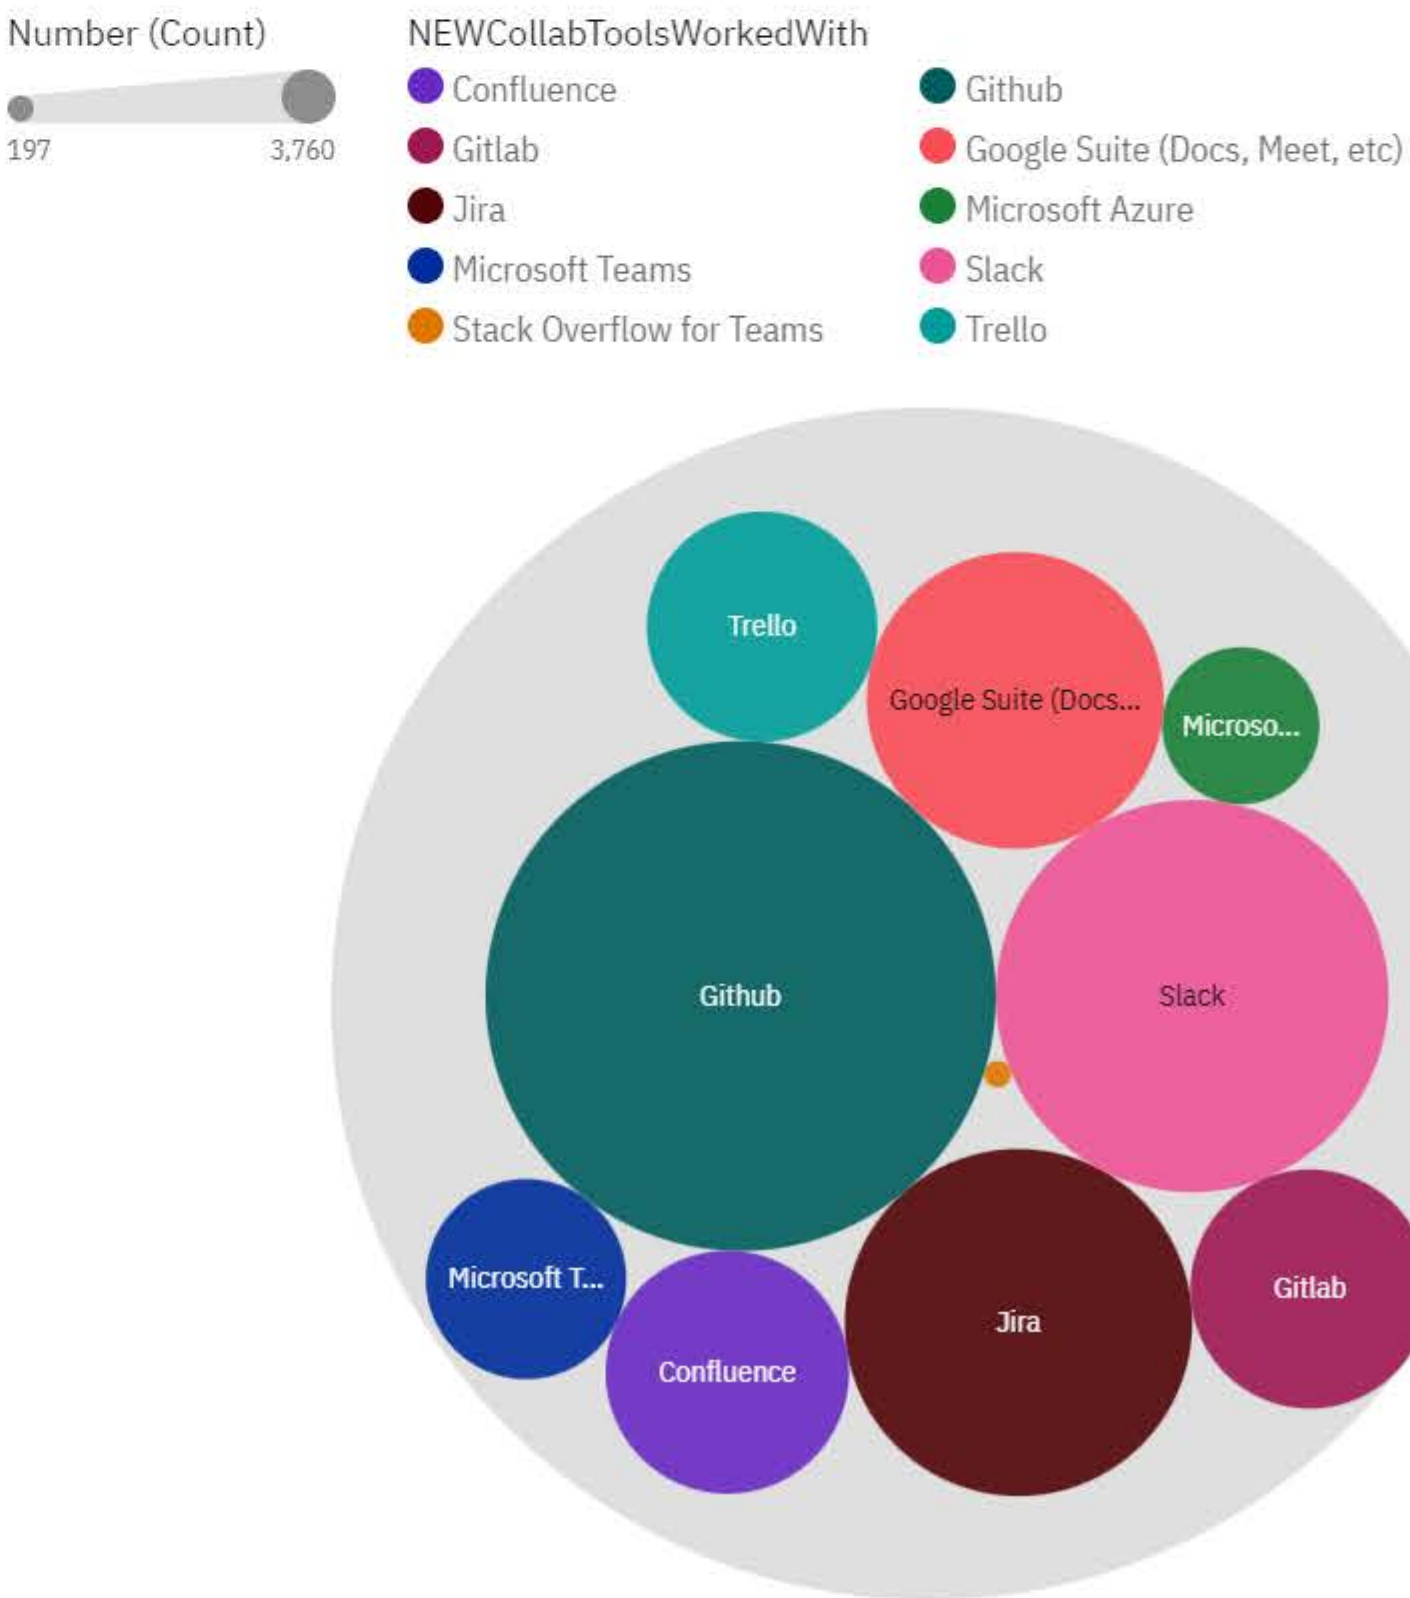 Number (Count)
197 3,760
NEWCollabToolsWorkedWith
Confluence
Github
Gitlab
Google Suite (Docs, Meet, etc)
Jira
Microsoft Azure
Microsoft Teams
Slack
Stack Overflow for Teams
Trello
Trello
Google Suite (Docs...
Microso...
Github
Slack
Microsoft T...
Gitlab
Jira
Confluence